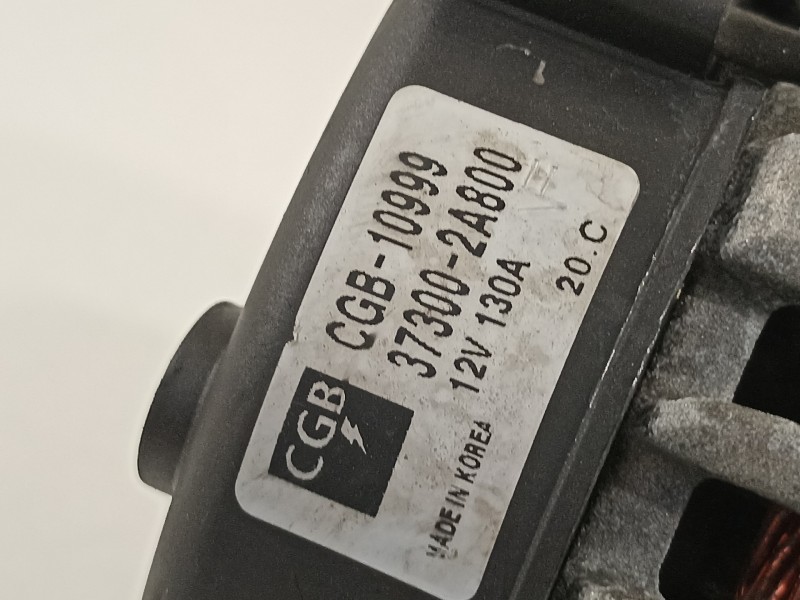 CGB
CGB-10999
37300-2A800
12V 130A
MADE IN KOREA
20.C